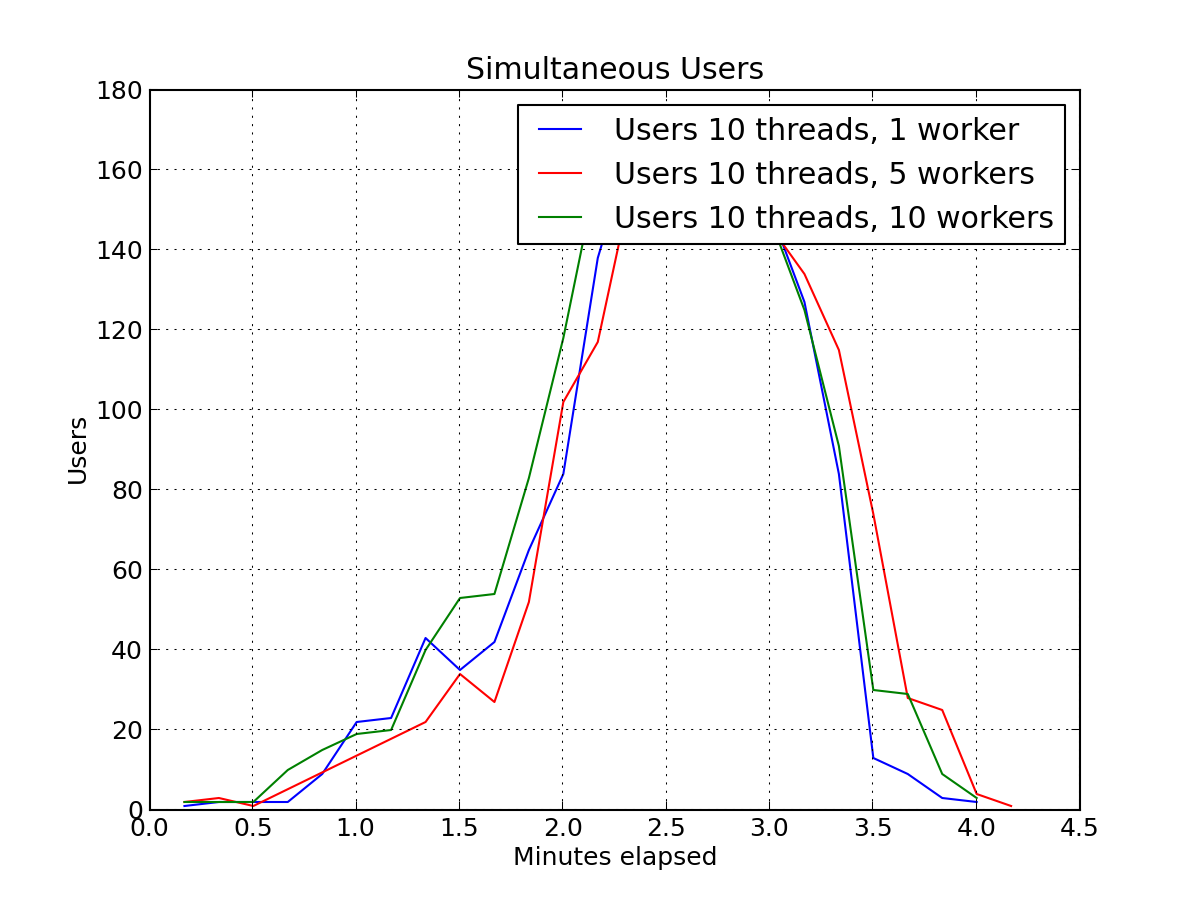 Simultaneous Users
Users 10 threads, 1 worker
Users 10 threads, 5 workers
Users 10 threads, 10 workers
180
160
140
120
100
80
60
40
20
0
Users
0.0 0.5 1.0 1.5 2.0 2.5 3.0 3.5 4.0 4.5
Minutes elapsed